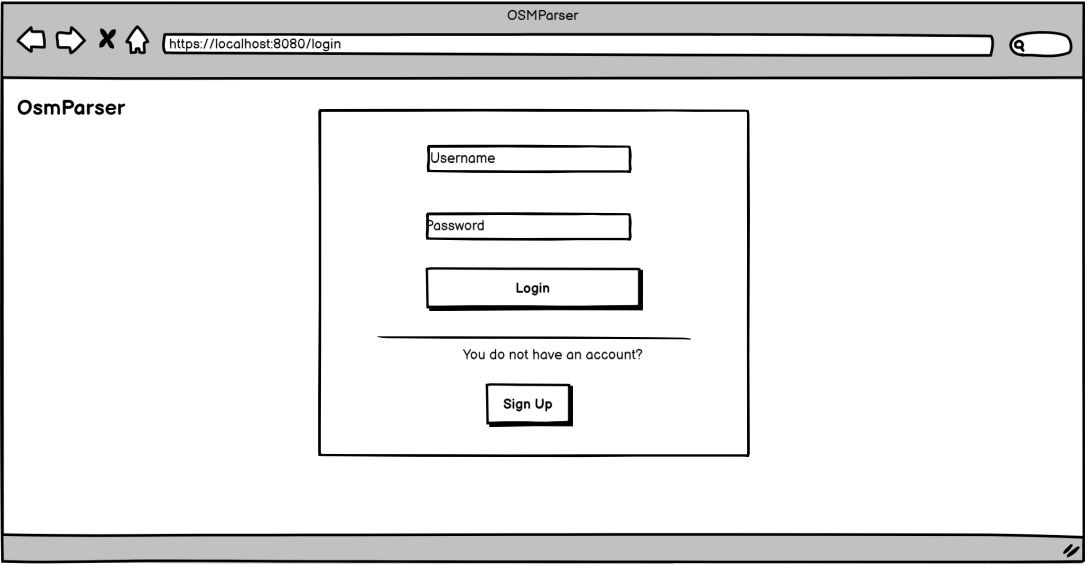 OSMParser
https://localhost:8080/login
OsmParser
Username
Password
Login
You do not have an account?
Sign Up